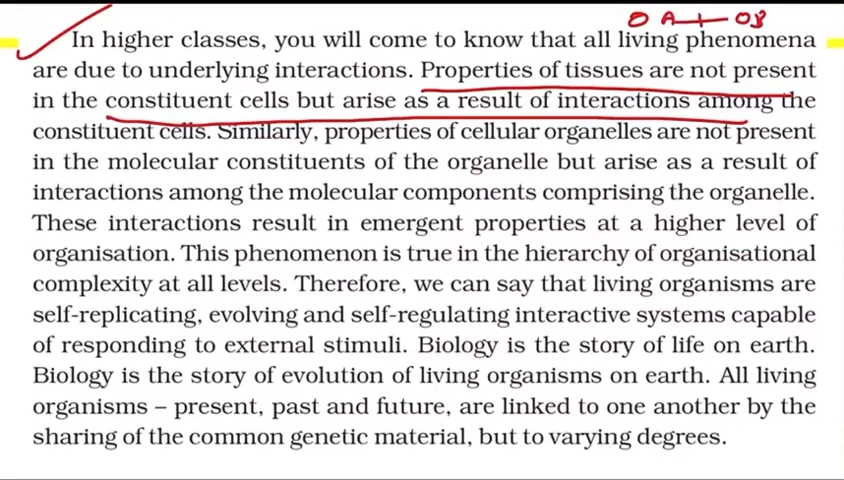 In higher classes, you will come to know that all living phenomena
are due to underlying interactions. Properties of tissues are not present
in the constituent cells but arise as a result of interactions among the
constituent cells. Similarly, properties of cellular organelles are not present
in the molecular constituents of the organelle but arise as a result of
interactions among the molecular components comprising the organelle.
These interactions result in emergent properties at a higher level of
organisation. This phenomenon is true in the hierarchy of organisational
complexity at all levels. Therefore, we can say that living organisms are
self-replicating, evolving and self-regulating interactive systems capable
of responding to external stimuli. Biology is the story of life on earth.
Biology is the story of evolution of living organisms on earth. All living
organisms – present, past and future, are linked to one another by the
sharing of the common genetic material, but to varying degrees.